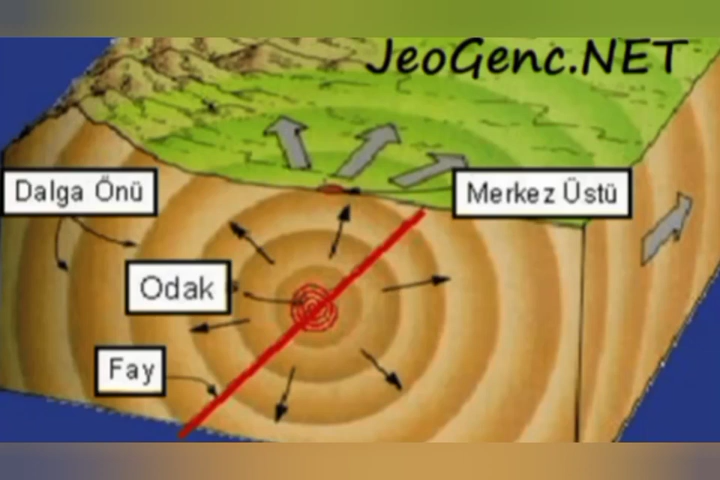 JeoGenc.NET
Dalga Önü
Merkez Üstü
Odak
Fay